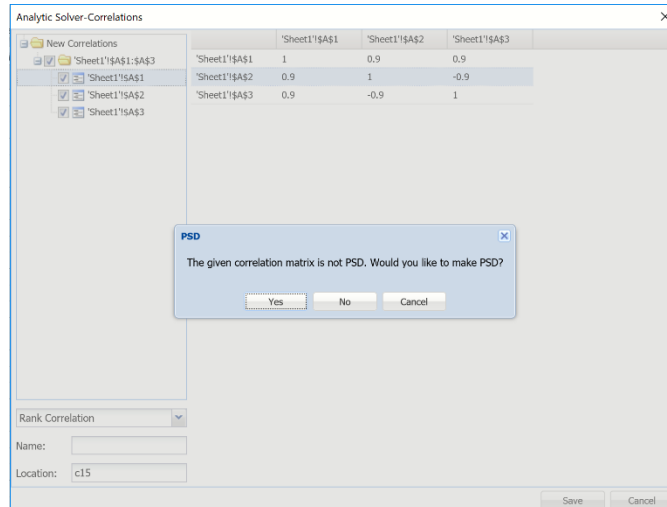 Analytic Solver-Correlations
New Correlations
'Sheet1'!$A$1:$A$3
'Sheet1'!$A$1
'Sheet1'!$A$2
'Sheet1'!$A$3
'Sheet1'!$A$1 'Sheet1'!$A$2 'Sheet1'!$A$3
'Sheet1'!$A$1 1 0.9 0.9
'Sheet1'!$A$2 0.9 1 -0.9
'Sheet1'!$A$3 0.9 -0.9 1
PSD
The given correlation matrix is not PSD. Would you like to make PSD?
Yes No Cancel
Rank Correlation
Name:
Location: c15
Save Cancel